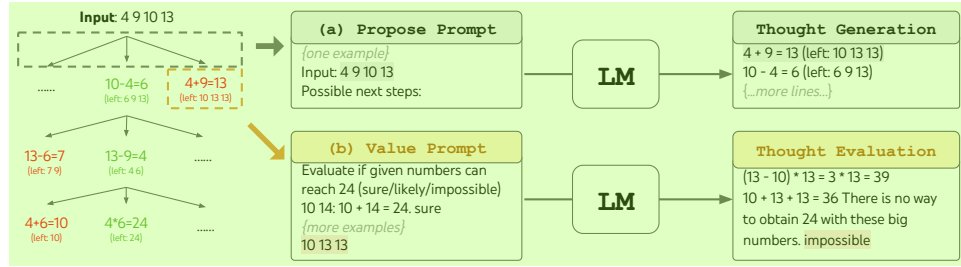 Input: 4 9 10 13
......
10-4=6
(left: 6 9 13)
4+9=13
(left: 10 13 13)
13-6=7
(left: 7 9)
13-9=4
(left: 4 6)
......
4+6=10
(left: 10)
4*6=24
(left: 24)
......
(a) Propose Prompt
{one example}
Input: 4 9 10 13
Possible next steps:
LM
Thought Generation
4 + 9 = 13 (left: 10 13 13)
10 - 4 = 6 (left: 6 9 13)
{...more lines...}
(b) Value Prompt
Evaluate if given numbers can
reach 24 (sure/likely/impossible)
10 14: 10 + 14 = 24. sure
{more examples}
10 13 13
LM
Thought Evaluation
(13 - 10) * 13 = 3 * 13 = 39
10 + 13 + 13 = 36 There is no way
to obtain 24 with these big
numbers. impossible